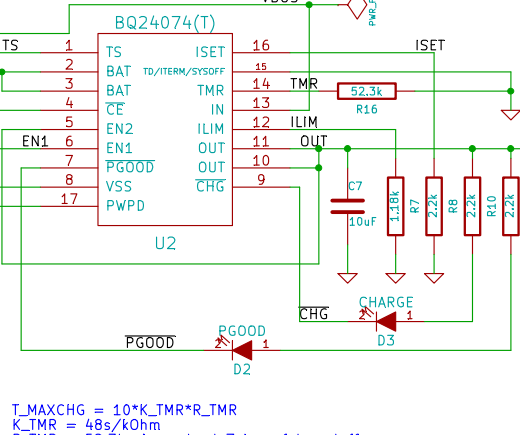 VBUS
PWR_F
BQ24074(T)
TS
1 TS ISET 16 ISET
2 BAT TD/ITERM/SYSOFF 15
3 BAT TMR 14 TMR 52.3k
R16
4 CE IN 13
5 EN2 ILIM 12 ILIM
EN1 6 EN1 OUT 11 OUT
7 PGOOD OUT 10
8 VSS CHG 9
17 PWPD
U2
C7
10uF
1.18k
R7
2.2k
R8
2.2k
R10
2.2k
CHARGE
CHG 2 1
D3
PGOOD
PGOOD 2 1
D2
T_MAXCHG = 10*K_TMR*R_TMR
K_TMR = 48s/kOhm